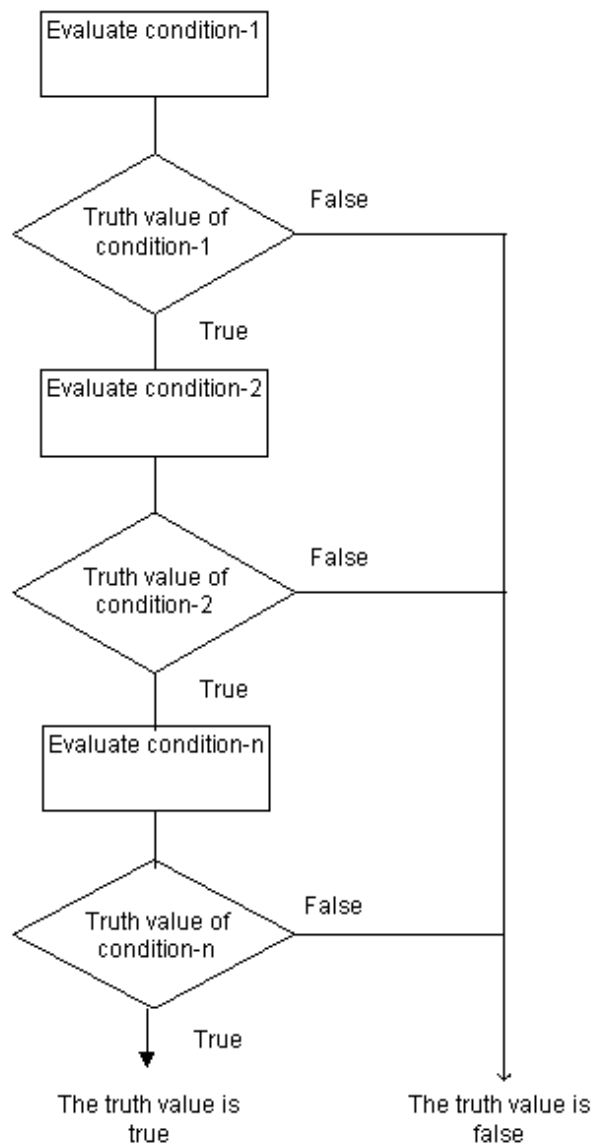 Evaluate condition-1
Truth value of
condition-1
False
True
Evaluate condition-2
Truth value of
condition-2
False
True
Evaluate condition-n
Truth value of
condition-n
False
True
The truth value is
true
The truth value is
false